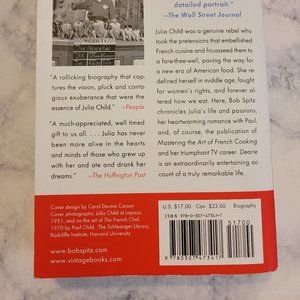 detailed portrait."
—The Wall Street Journal
"A rollicking biography that cap-
tures the vision, pluck and con-
tagious exuberance that were the
essence of Julia Child." —People
"A much-appreciated, well timed
gift to us all. . . . Julia has never
been more alive in the hearts
and minds of those who grew up
with her and ate and drank her
dreams." —The Huffington Post
Julia Child was a genuine rebel who
took the pretensions that embellished
French cuisine and fricasseed them to
a fare-thee-well, paving the way for
a new era of American food. She re-
defined herself in middle age, fought
for women's rights, and forever al-
tered how we eat. Here, Bob Spitz
chronicles Julia's life and passions,
her heartwarming romance with Paul,
and, of course, the publication of
Mastering the Art of French Cooking
and her triumphant TV career. Dearie
is an extraordinarily entertaining ac-
count of a truly remarkable life.
Cover design by Carol Devine Carson
Cover photographs: Julia Child at Lopaus,
1951, and on the set of The French Chef,
1970 by Paul Child. The Schlesinger Library,
Radcliffe Institute, Harvard University
www.bobspitz.com
www.vintagebooks.com
U.S. $17.00 Can. $23.00 Biography
ISBN 978-0-307-47341-7
51700
9 780307 473417